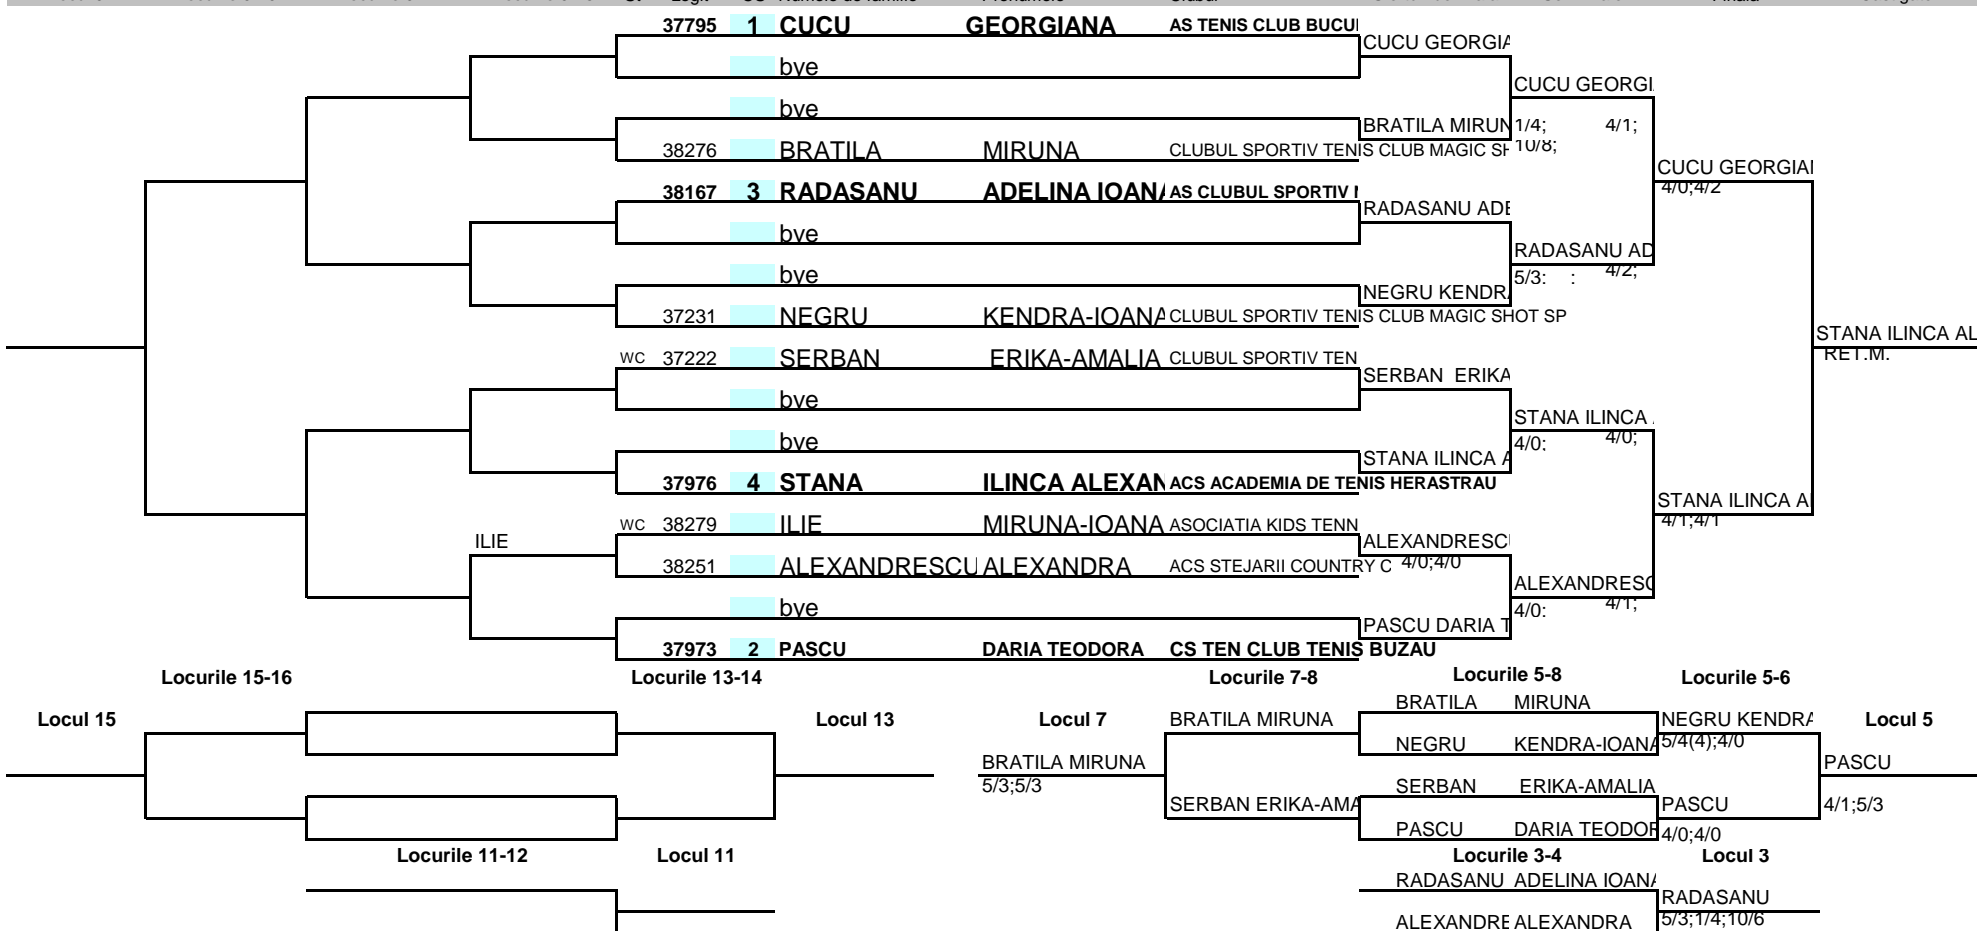 37795 1 CUCU GEORGIANA AS TENIS CLUB BUCU
CUCU GEORGIA
bye
CUCU GEORGI
bye
BRATILA MIRUN 1/4; 4/1;
38276 BRATILA MIRUNA CLUBUL SPORTIV TENIS CLUB MAGIC SH 10/8;
CUCU GEORGIAN
38167 3 RADASANU ADELINA IOANA AS CLUBUL SPORTIV 4/0;4/2
RADASANU ADE
bye
RADASANU AD
bye 5/3: : 4/2;
NEGRU KENDRA
37231 NEGRU KENDRA-IOANA CLUBUL SPORTIV TENIS CLUB MAGIC SHOT SP
STANA ILINCA AL
WC 37222 SERBAN ERIKA-AMALIA CLUBUL SPORTIV TEN RET.M.
SERBAN ERIKA
bye
STANA ILINCA
bye 4/0: 4/0;
STANA ILINCA A
37976 4 STANA ILINCA ALEXAN ACS ACADEMIA DE TENIS HERASTRAU
STANA ILINCA A
WC 38279 ILIE MIRUNA-IOANA ASOCIATIA KIDS TENN 4/1;4/1
ILIE ALEXANDRESC
38251 ALEXANDRESCU ALEXANDRA ACS STEJARII COUNTRY C 4/0;4/0
ALEXANDRESC
bye 4/0: 4/1;
PASCU DARIA T
37973 2 PASCU DARIA TEODORA CS TEN CLUB TENIS BUZAU
Locurile 15-16 Locurile 13-14 Locurile 7-8 Locurile 5-8 Locurile 5-6
BRATILA MIRUNA
Locul 15 Locul 13 Locul 7 BRATILA MIRUNA NEGRU KENDRA Locul 5
NEGRU KENDRA-IOANA 5/4(4);4/0
BRATILA MIRUNA PASCU
5/3;5/3 SERBAN ERIKA-AMALIA
SERBAN ERIKA-AMA PASCU 4/1;5/3
PASCU DARIA TEODOR 4/0;4/0
Locurile 11-12 Locul 11 Locurile 3-4 Locul 3
RADASANU ADELINA IOANA
RADASANU
ALEXANDRE ALEXANDRA 5/3;1/4;10/6